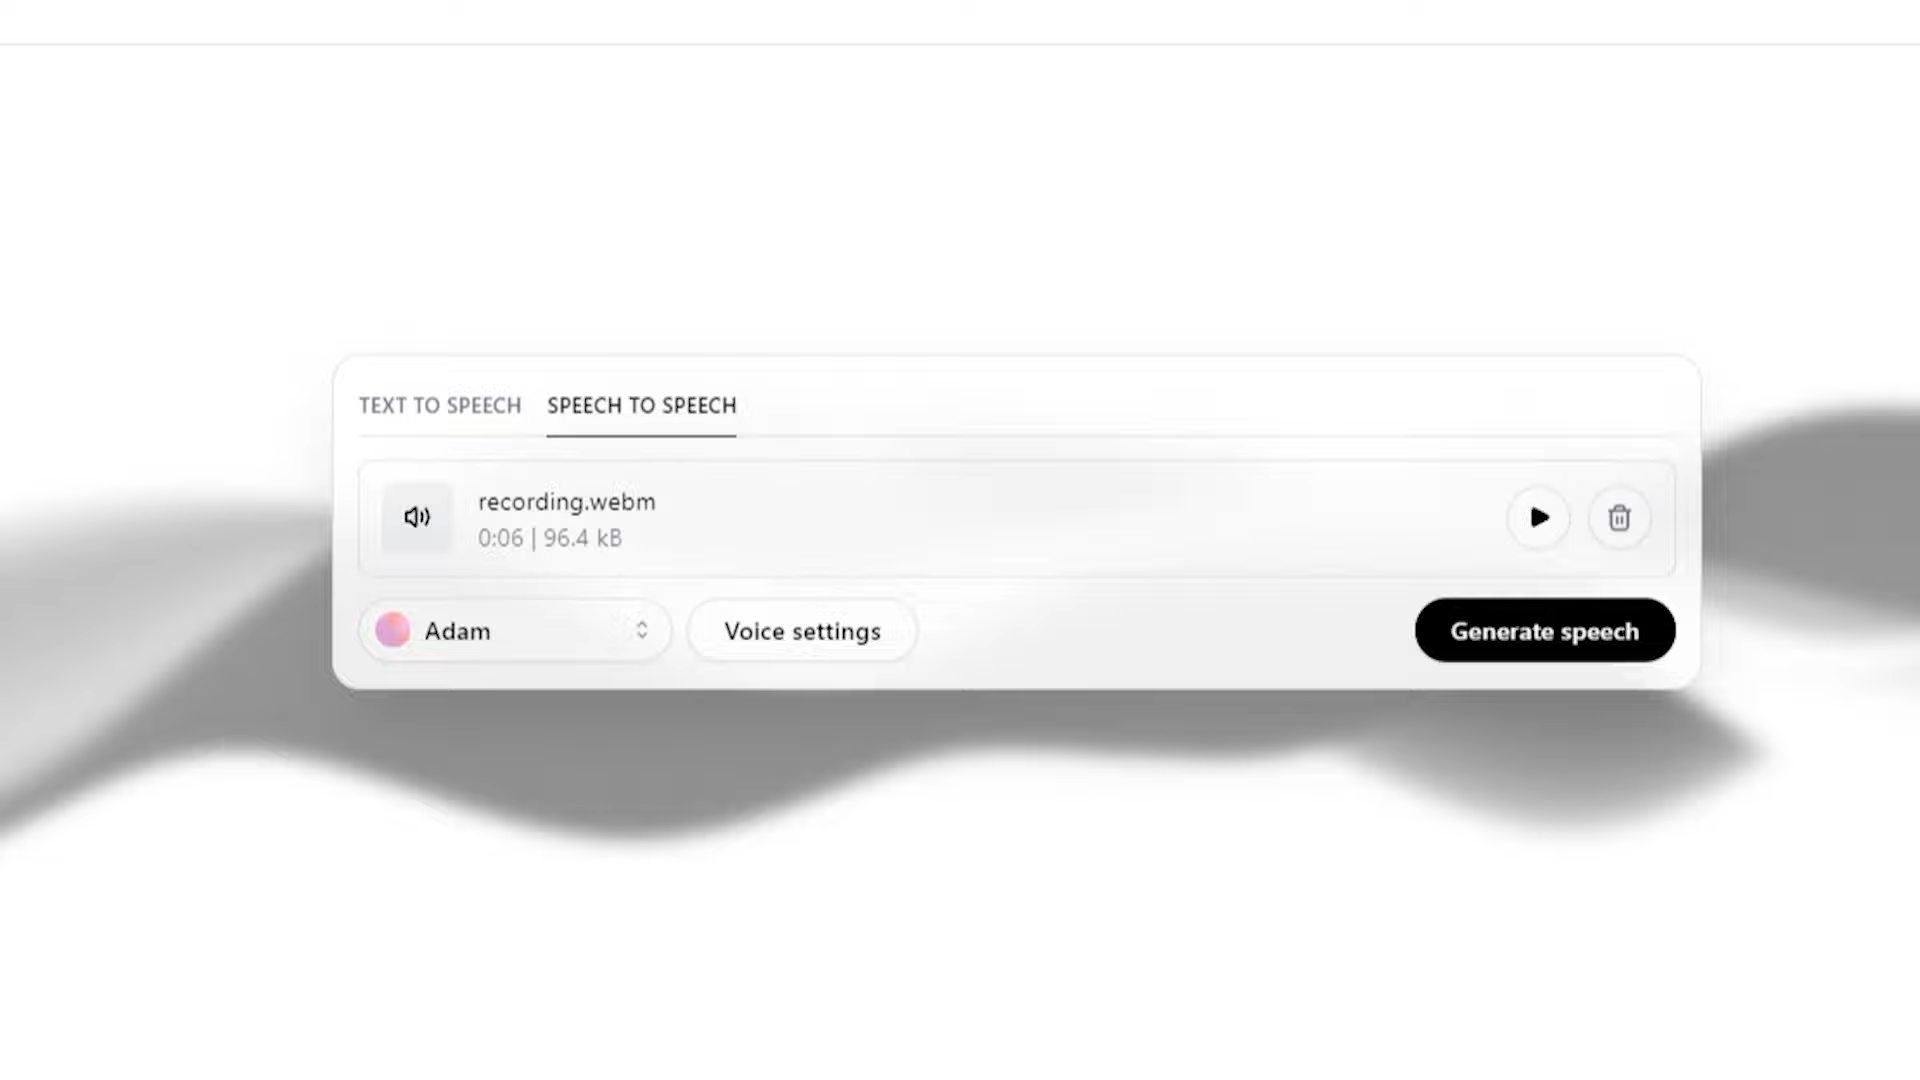 TEXT TO SPEECH SPEECH TO SPEECH
recording.webm
0:06 | 96.4 kB
Adam Voice settings Generate speech